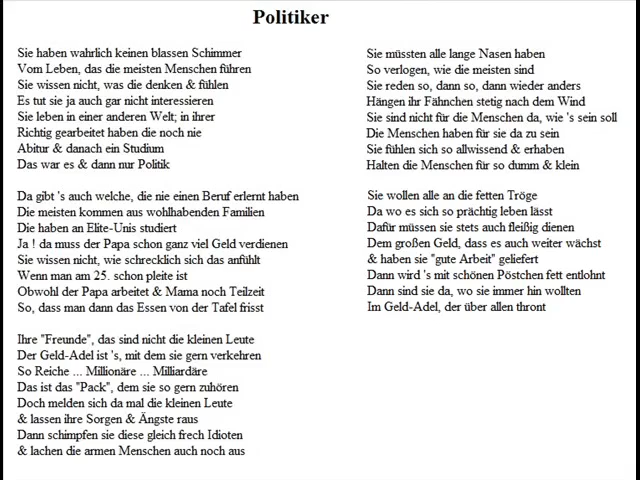 Politiker
Sie haben wahrlich keinen blassen Schimmer
Vom Leben, das die meisten Menschen führen
Sie wissen nicht, was die denken & fühlen
Es tut sie ja auch gar nicht interessieren
Sie leben in einer anderen Welt; in ihrer
Richtig gearbeitet haben die noch nie
Abitur & danach ein Studium
Das war es & dann nur Politik
Da gibt 's auch welche, die nie einen Beruf erlernt haben
Die meisten kommen aus wohlhabenden Familien
Die haben an Elite-Unis studiert
Ja ! da muss der Papa schon ganz viel Geld verdienen
Sie wissen nicht, wie schrecklich sich das anfühlt
Wenn man am 25. schon pleite ist
Obwohl der Papa arbeitet & Mama noch Teilzeit
So, dass man dann das Essen von der Tafel frisst
Ihre "Freunde", das sind nicht die kleinen Leute
Der Geld-Adel ist 's, mit dem sie gern verkehren
So Reiche ... Millionäre ... Milliardäre
Das ist das "Pack", dem sie so gern zuhören
Doch melden sich da mal die kleinen Leute
& lassen ihre Sorgen & Ängste raus
Dann schimpfen sie diese gleich frech Idioten
& lachen die armen Menschen auch noch aus
Sie müssten alle lange Nasen haben
So verlogen, wie die meisten sind
Sie reden so, dann so, dann wieder anders
Hängen ihr Fähnchen stetig nach dem Wind
Sie sind nicht für die Menschen da, wie 's sein soll
Die Menschen haben für sie da zu sein
Sie fühlen sich so allwissend & erhaben
Halten die Menschen für so dumm & klein
Sie wollen alle an die fetten Tröge
Da wo es sich so prächtig leben lässt
Dafür müssen sie stets auch fleißig dienen
Dem großen Geld, dass es auch weiter wächst
& haben sie "gute Arbeit" geliefert
Dann wird 's mit schönen Pöstchen fett entlohnt
Dann sind sie da, wo sie immer hin wollten
Im Geld-Adel, der über allen thront